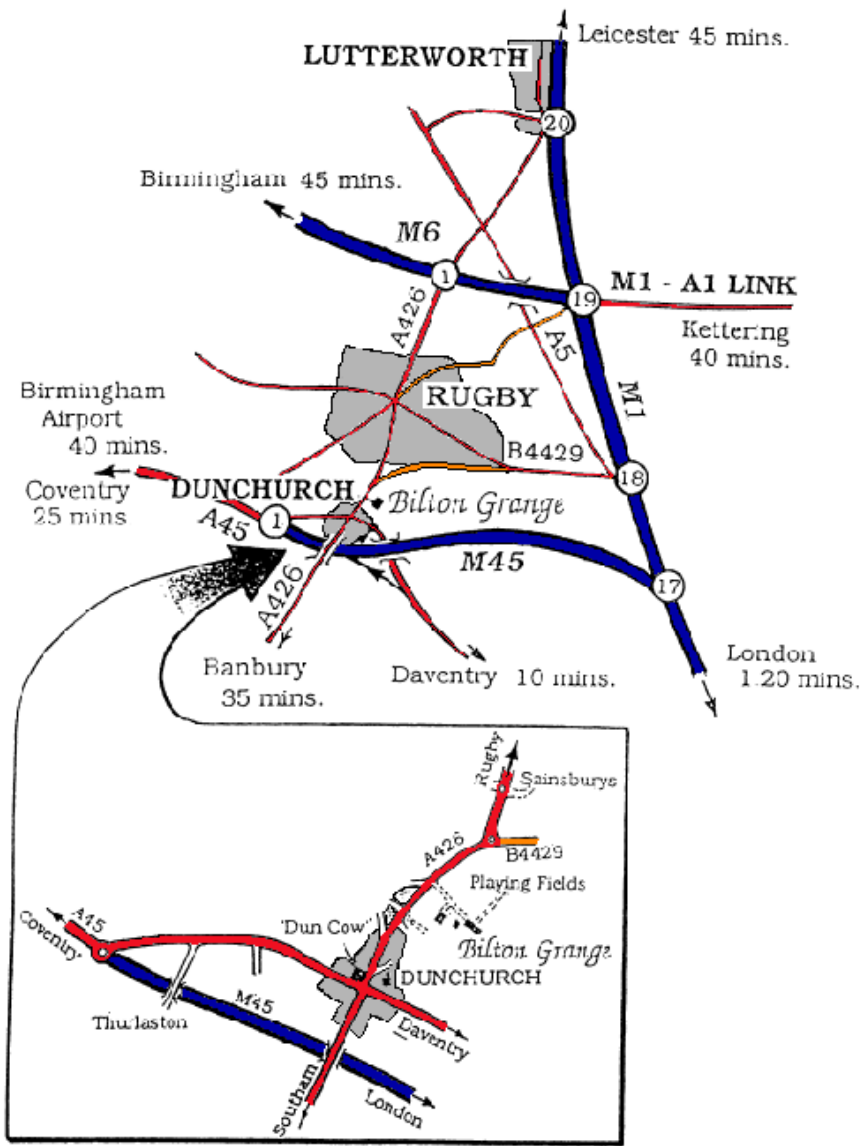 Leicester 45 mins.
LUTTERWORTH
20
Birmingham 45 mins.
M6
1
19
M1 - A1 LINK
Kettering
40 mins.
A426
A5
M1
RUGBY
Birmingham
Airport
40 mins.
Coventry
25 mins
B4429
18
DUNCHURCH
Bilton Grange
1
A45
M45
17
A426
Banbury
35 mins.
Daventry 10 mins.
London
1.20 mins.
Rugby
Sainsburys
A426
B4429
Playing Fields
Bilton Grange
'Dun Cow'
DUNCHURCH
A45
Coventry
M45
Thurlaston
Daventry
Southam
London